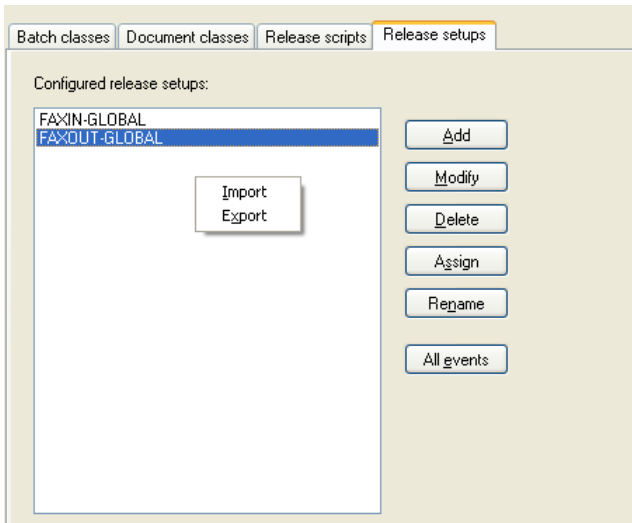 Batch classes Document classes Release scripts Release setups
Configured release setups:
FAXIN-GLOBAL
FAXOUT-GLOBAL
Import
Export
Add
Modify
Delete
Assign
Rename
All events